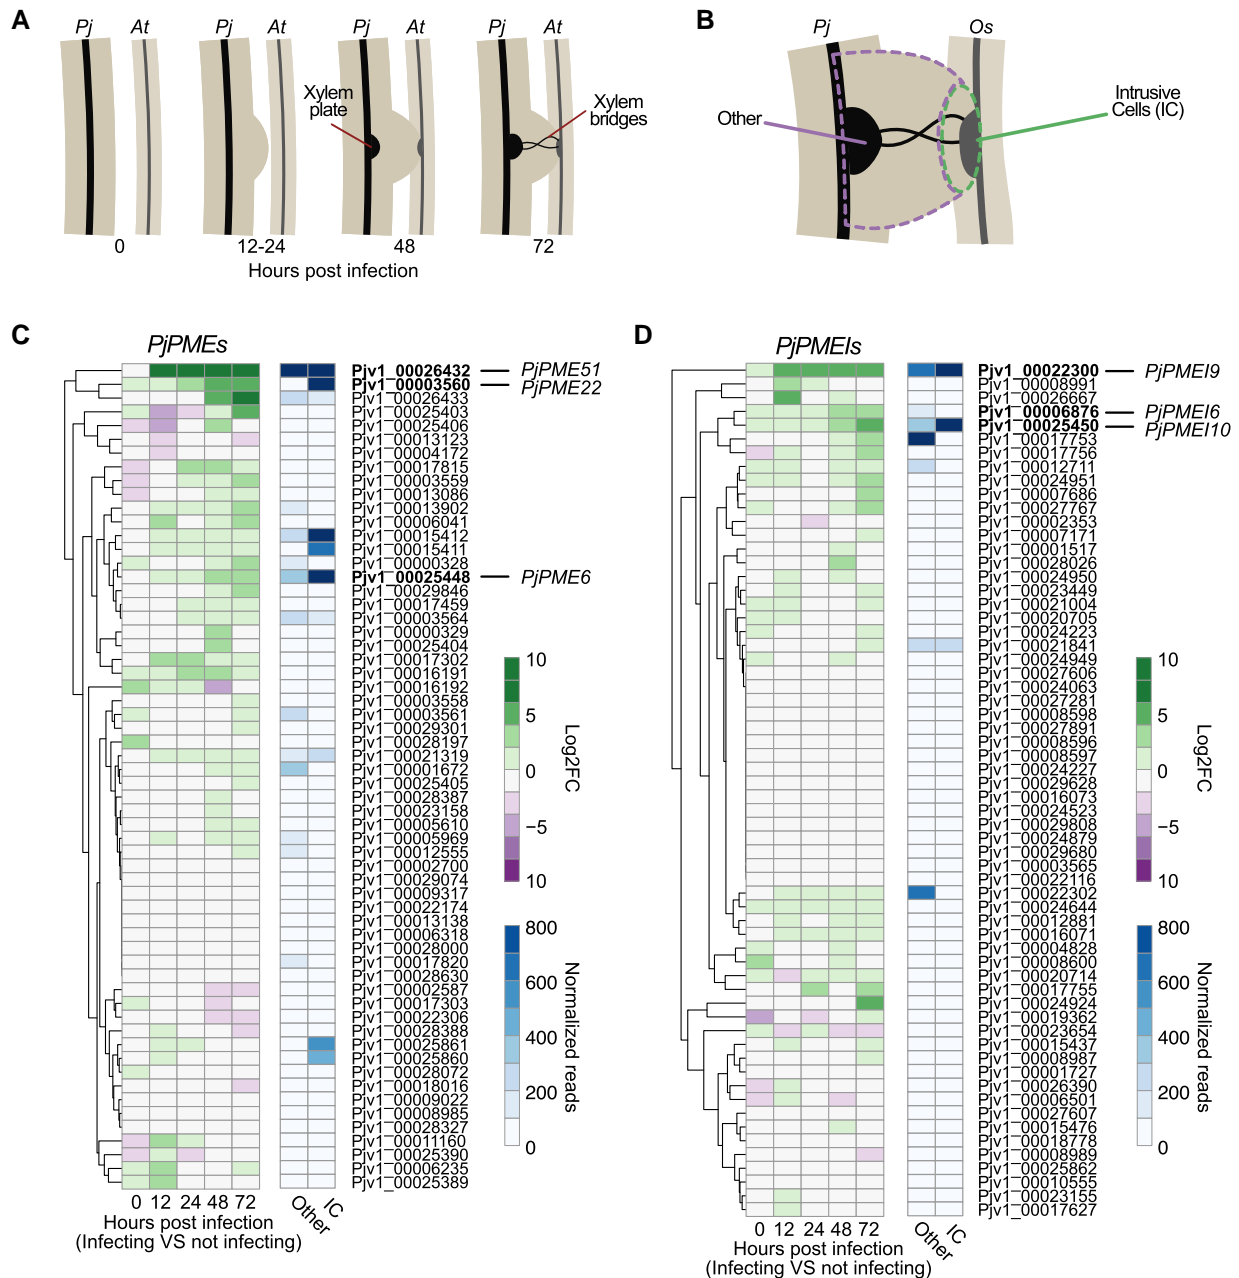 A
Pj At Pj At Pj At Pj At
Xylem
plate
Xylem
bridges
0 12-24 48 72
Hours post infection
B
Pj Os
Other
Intrusive
Cells (IC)
C
PjPMEs
Pjv1_00026432 PjPME51
Pjv1_00003560 PjPME22
Pjv1_00026433
Pjv1_00025403
Pjv1_00025406
Pjv1_00013123
Pjv1_00004172
Pjv1_00017815
Pjv1_00003559
Pjv1_00013086
Pjv1_00013902
Pjv1_00006041
Pjv1_00015412
Pjv1_00015411
Pjv1_00000328
Pjv1_00025448 PjPME6
Pjv1_00029846
Pjv1_00017459
Pjv1_00003564
Pjv1_00000329
Pjv1_00025404
Pjv1_00017302
Pjv1_00016191
Pjv1_00016192
Pjv1_00003558
Pjv1_00003561
Pjv1_00029301
Pjv1_00028197
Pjv1_00021319
Pjv1_00001672
Pjv1_00025405
Pjv1_00028387
Pjv1_00023158
Pjv1_00005610
Pjv1_00005969
Pjv1_00012555
Pjv1_00002700
Pjv1_00029074
Pjv1_00009317
Pjv1_00022174
Pjv1_00013138
Pjv1_00006318
Pjv1_00028000
Pjv1_00017820
Pjv1_00028630
Pjv1_00002587
Pjv1_00017303
Pjv1_00022306
Pjv1_00028388
Pjv1_00025861
Pjv1_00025860
Pjv1_00028072
Pjv1_00018016
Pjv1_00009022
Pjv1_00008985
Pjv1_00028327
Pjv1_00011160
Pjv1_00025390
Pjv1_00006235
Pjv1_00025389
0 12 24 48 72
Other IC
Hours post infection
(Infecting VS not infecting)
10
5
0
−5
10
Log2FC
800
600
400
200
0
Normalized reads
D
PjPMEIs
Pjv1_00022300 PjPMEI9
Pjv1_00008991
Pjv1_00026667
Pjv1_00006876 PjPMEI6
Pjv1_00025450 PjPMEI10
Pjv1_00017753
Pjv1_00017756
Pjv1_00012711
Pjv1_00024951
Pjv1_00007686
Pjv1_00027767
Pjv1_00002353
Pjv1_00007171
Pjv1_00001517
Pjv1_00028026
Pjv1_00024950
Pjv1_00023449
Pjv1_00021004
Pjv1_00020705
Pjv1_00024223
Pjv1_00021841
Pjv1_00024949
Pjv1_00027606
Pjv1_00024063
Pjv1_00027281
Pjv1_00008598
Pjv1_00027891
Pjv1_00008596
Pjv1_00008597
Pjv1_00024227
Pjv1_00029628
Pjv1_00016073
Pjv1_00024523
Pjv1_00029808
Pjv1_00024879
Pjv1_00029680
Pjv1_00003565
Pjv1_00022116
Pjv1_00022302
Pjv1_00024644
Pjv1_00012881
Pjv1_00016071
Pjv1_00004828
Pjv1_00008600
Pjv1_00020714
Pjv1_00017755
Pjv1_00024924
Pjv1_00019362
Pjv1_00023654
Pjv1_00015437
Pjv1_00008987
Pjv1_00001727
Pjv1_00026390
Pjv1_00006501
Pjv1_00027607
Pjv1_00015476
Pjv1_00018778
Pjv1_00008989
Pjv1_00025862
Pjv1_00010555
Pjv1_00023155
Pjv1_00017627
0 12 24 48 72
Other IC
Hours post infection
(Infecting VS not infecting)
10
5
0
−5
10
Log2FC
800
600
400
200
0
Normalized reads